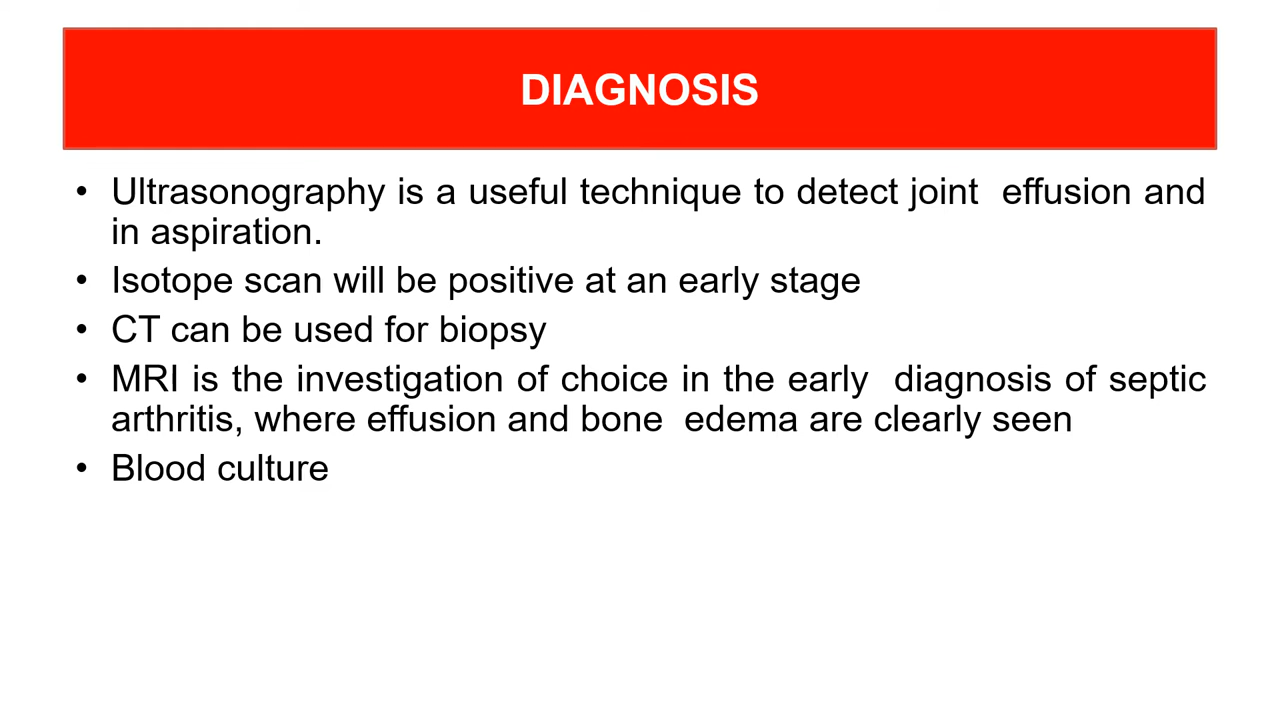 DIAGNOSIS
• Ultrasonography is a useful technique to detect joint  effusion and
in aspiration.
• Isotope scan will be positive at an early stage
• CT can be used for biopsy
• MRI is the investigation of choice in the early  diagnosis of septic
arthritis, where effusion and bone  edema are clearly seen
• Blood culture